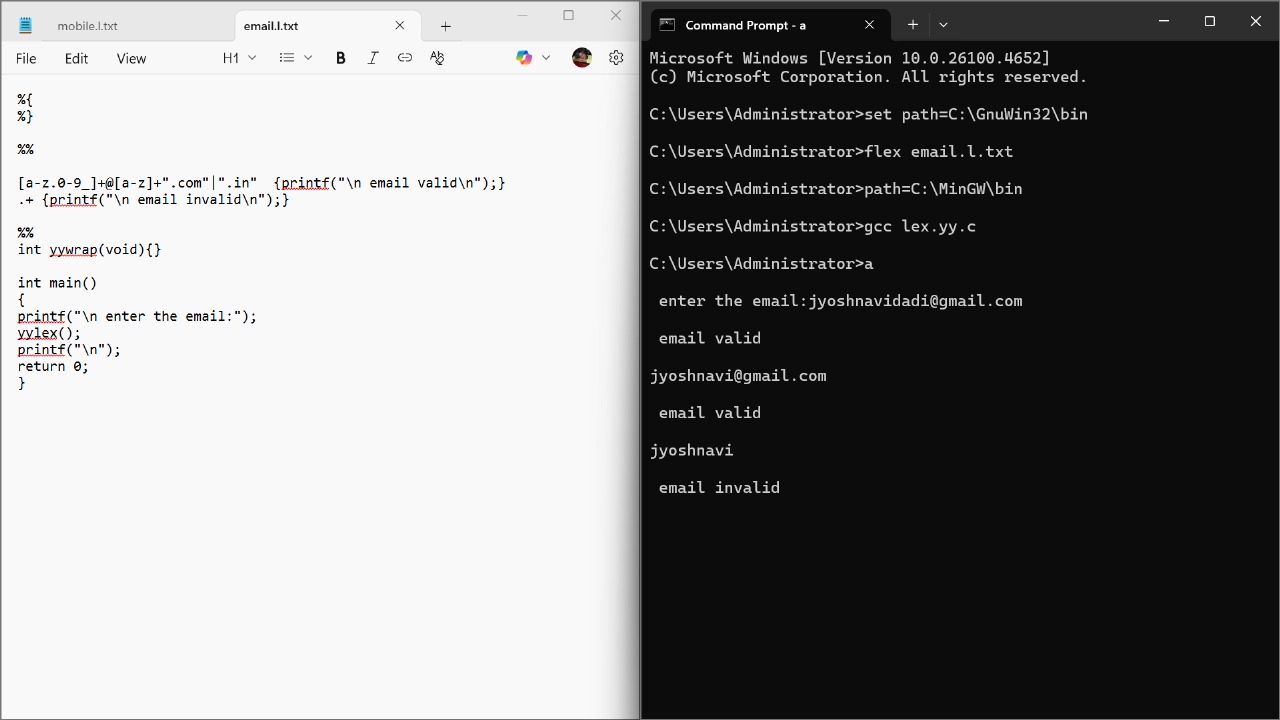 mobile.l.txt
email.l.txt
File Edit View H1 B I
%{
%}
%%
[a-z.0-9_]+@[a-z]+".com"|".in"  {printf("\n email valid\n");}
.+ {printf("\n email invalid\n");}
%%
int yywrap(void){}
int main()
{
printf("\n enter the email:");
yylex();
printf("\n");
return 0;
}
Command Prompt - a
Microsoft Windows [Version 10.0.26100.4652]
(c) Microsoft Corporation. All rights reserved.
C:\Users\Administrator>set path=C:\GnuWin32\bin
C:\Users\Administrator>flex email.l.txt
C:\Users\Administrator>path=C:\MinGW\bin
C:\Users\Administrator>gcc lex.yy.c
C:\Users\Administrator>a
enter the email:jyoshnavidadi@gmail.com
email valid
jyoshnavi@gmail.com
email valid
jyoshnavi
email invalid